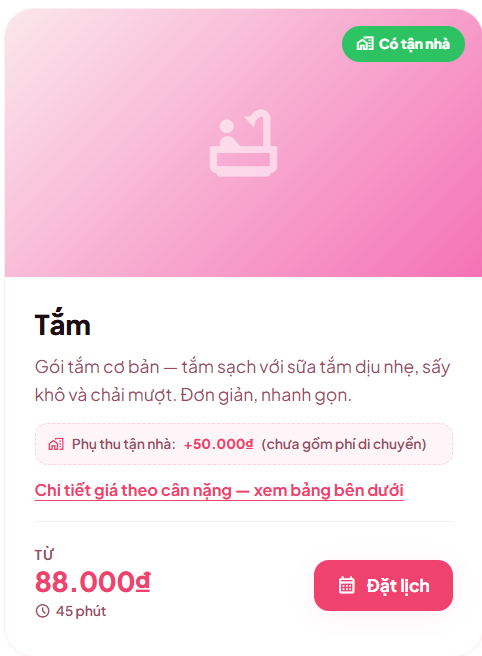 Có tận nhà
Tắm
Gói tắm cơ bản — tắm sạch với sữa tắm dịu nhẹ, sấy
khô và chải mượt. Đơn giản, nhanh gọn.
Phụ thu tận nhà: +50.000₫ (chưa gồm phí di chuyển)
Chi tiết giá theo cân nặng — xem bảng bên dưới
TỪ
88.000₫
Đặt lịch
45 phút